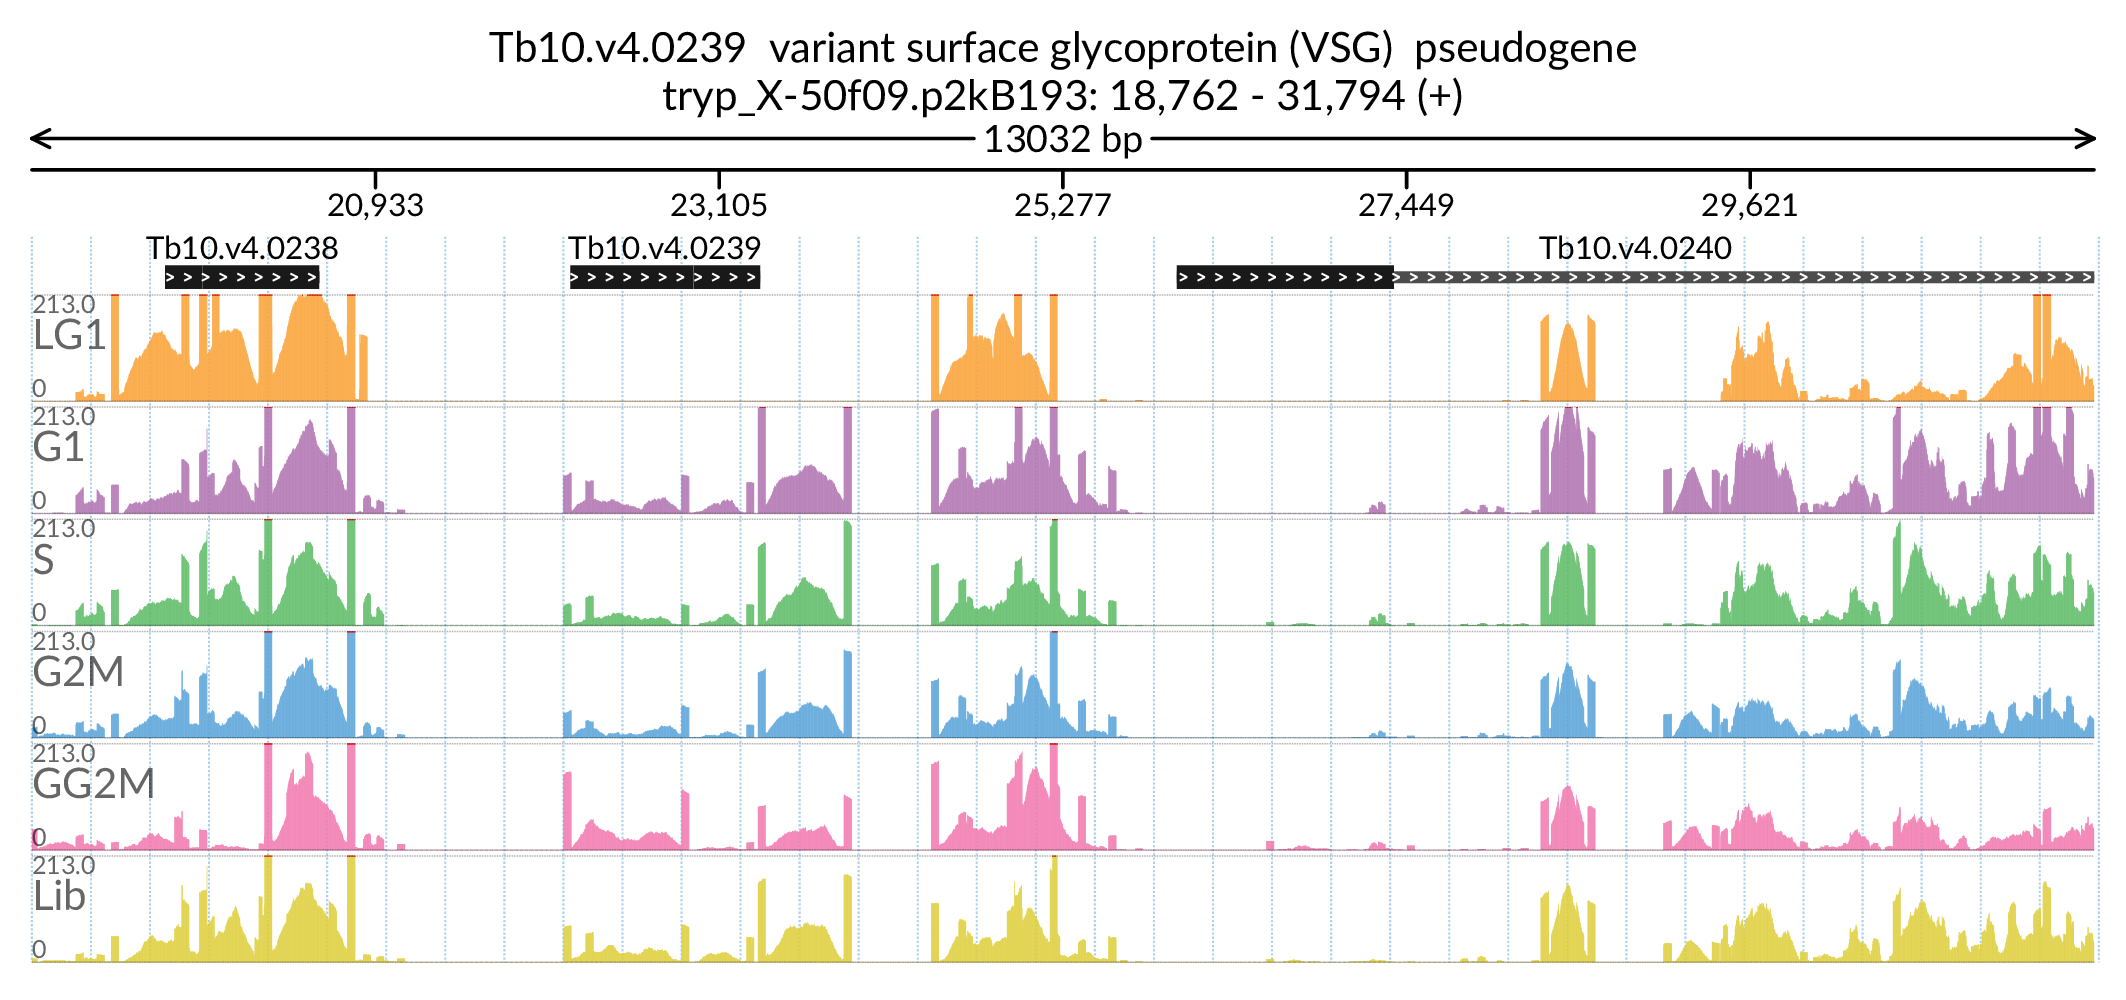 Tb10.v4.0239 variant surface glycoprotein (VSG) pseudogene
tryp_X-50f09.p2kB193: 18,762 - 31,794 (+)
13032 bp
20,933 23,105 25,277 27,449 29,621
Tb10.v4.0238 Tb10.v4.0239 Tb10.v4.0240
213.0
LG1
0
213.0
G1
0
213.0
S
0
213.0
G2M
0
213.0
GG2M
0
213.0
Lib
0